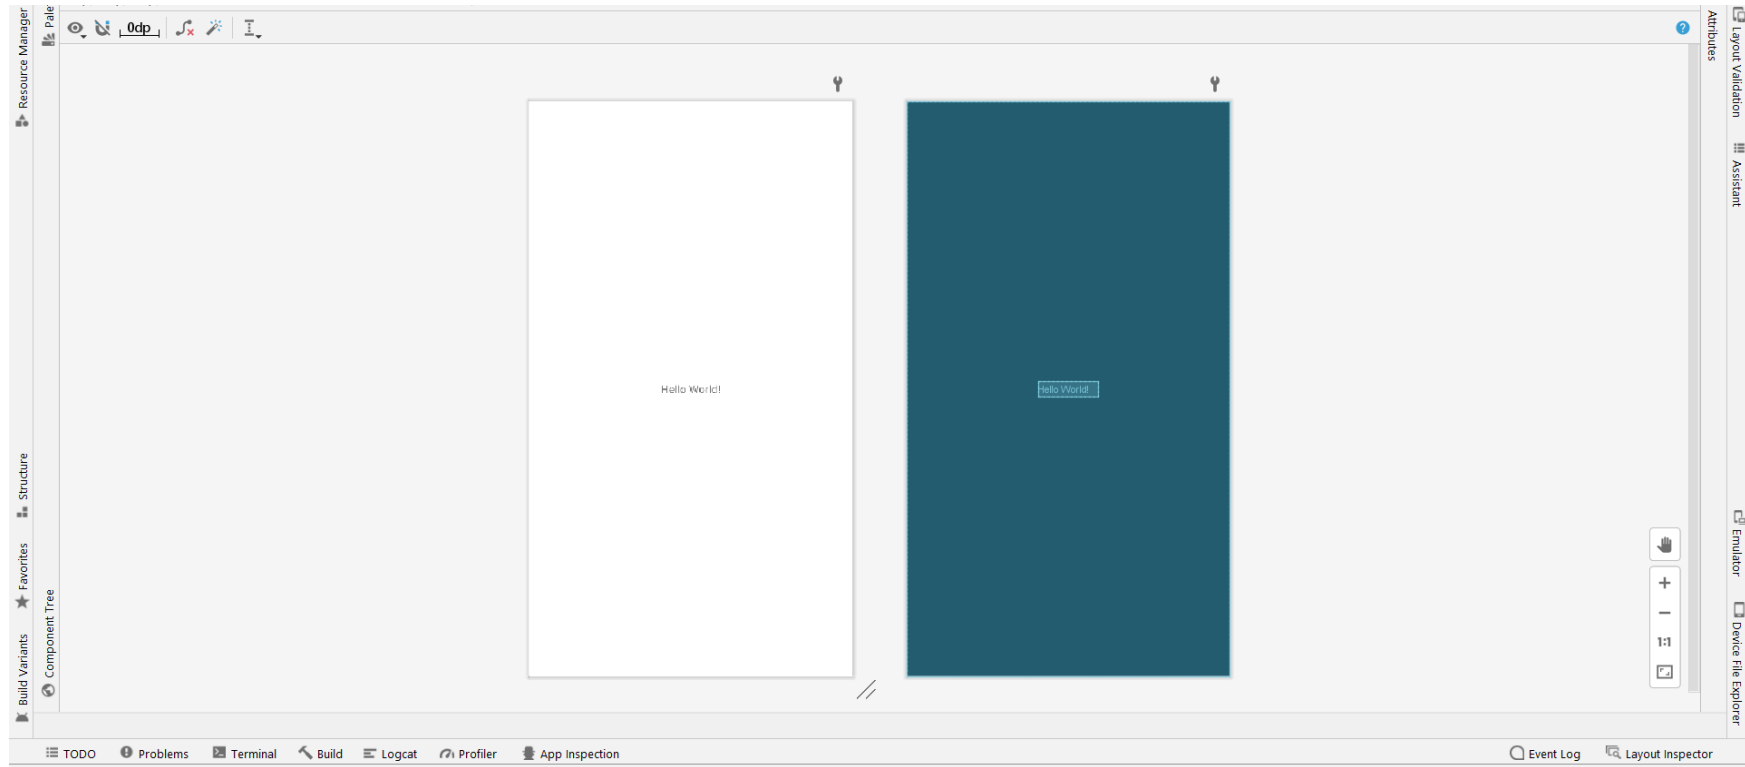 Resource Manager
Structure
Favorites
Build Variants
Pale
Component Tree
0dp
?
Hello World!
Hello World!
1:1
Attributes
Layout Validation
Assistant
Emulator
Device File Explorer
TODO
Problems
Terminal
Build
Logcat
Profiler
App Inspection
Event Log
Layout Inspector